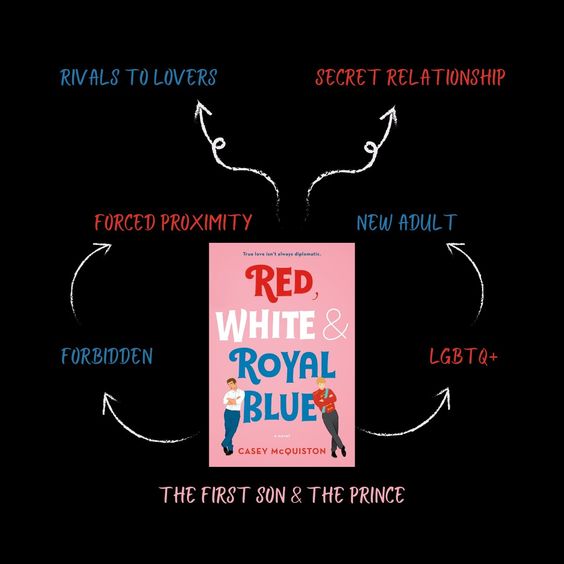 RIVALS TO LOVERS
SECRET RELATIONSHIP
FORCED PROXIMITY
NEW ADULT
True love isn't always diplomatic.
RED,
WHITE &
ROYAL
BLUE
FORBIDDEN
LGBTQ+
a novel
CASEY McQUISTON
THE FIRST SON & THE PRINCE